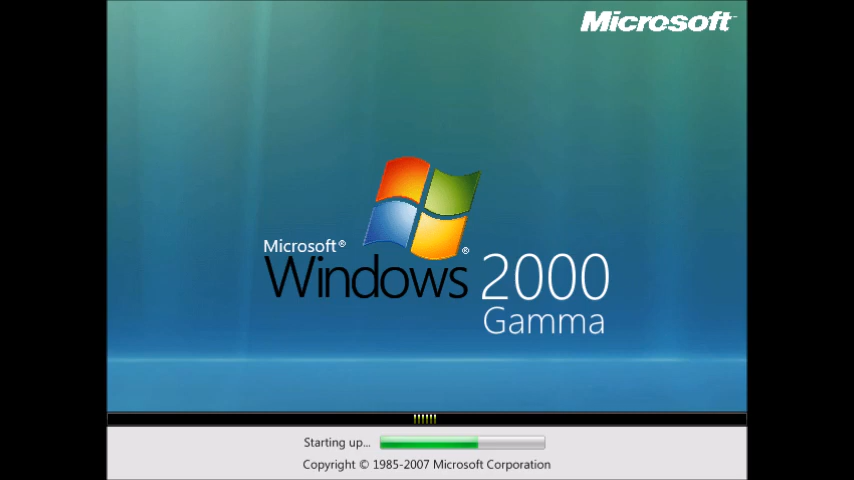 Microsoft
Microsoft®
®
Windows 2000
Gamma
Starting up...
Copyright © 1985-2007 Microsoft Corporation